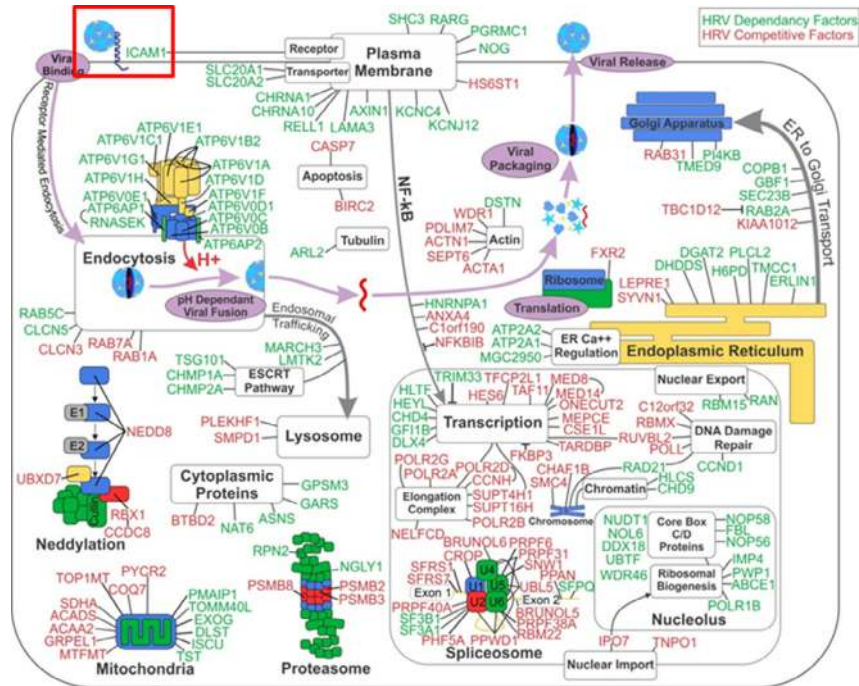 HRV Dependancy Factors
HRV Competitive Factors
ICAM1
Viral Binding
Receptor Mediated Endocytosis
Receptor
Transporter
Plasma Membrane
SHC3
RARG
PGRMC1
NOG
HS6ST1
SLC20A1
SLC20A2
CHRNA1
CHRNA10
RELL1
LAMA3
AXIN1
KCNC4
KCNJ12
Viral Release
Golgi Apparatus
RAB31
PI4KB
TMED9
ER to Golgi Transport
COPB1
GBF1
SEC23B
TBC1D12
RAB2A
KIAA1012
ATP6V1E1
ATP6V1C1
ATP6V1B2
ATP6V1G1
ATP6V1A
ATP6V1H
ATP6V1D
ATP6V0E1
ATP6V1F
ATP6AP1
ATP6V0D1
RNASEK
ATP6V0C
ATP6V0B
ATP6AP2
H+
Endocytosis
CASP7
Apoptosis
BIRC2
Tubulin
ARL2
NF-kB
Viral Packaging
DSTN
WDR1
PDLIM7
ACTN1
SEPT6
ACTA1
Actin
Ribosome
FXR2
Translation
pH Dependant Viral Fusion
Endosomal Trafficking
RAB5C
CLCN5
CLCN3
RAB7A
RAB1A
MARCH3
LMTK2
TSG101
CHMP1A
CHMP2A
ESCRT Pathway
Lysosome
PLEKHF1
SMPD1
HNRNPA1
ANXA4
C1orf190
NFKBIB
ATP2A2
ATP2A1
MGC2950
ER Ca++ Regulation
LEPRE1
SYVN1
DHDDS
DGAT2
H6PD
PLCL2
TMCC1
ERLIN1
Endoplasmic Reticulum
Nuclear Export
RBM15
RAN
E1
E2
NEDD8
UBXD7
Cullin
RBX1
CCDC8
Neddylation
Cytoplasmic Proteins
GPSM3
GARS
ASNS
NAT6
BTBD2
Transcription
TRIM33
HLTF
HEYL
CHD4
GFI1B
DLX4
HES6
TFCP2L1
TAF11
MED8
MED14
ONECUT2
MEPCE
CSE1L
TARDBP
FKBP3
POLR2G
POLR2A
POLR2D
CCNH
SUPT4H1
SUPT16H
POLR2B
NELFCD
Elongation Complex
CHAF1B
SMC4
Chromosome
RAD21
Chromatin
HLCS
CHD9
C12orf32
RBMX
RUVBL2
POLL
DNA Damage Repair
CCND1
NUDT1
NOL6
DDX18
UBTF
WDR46
Core Box C/D Proteins
NOP58
FBL
NOP56
Ribosomal Biogenesis
IMP4
PWP1
ABCE1
POLR1B
Nucleolus
IPO7
TNPO1
Nuclear Import
BRUNOL6
CROP
SFRS1
SFRS7
PRPF6
PRPF31
SNW1
PPAN
UBL5
SFPQ
U4
U1
U5
U2
U6
Exon 1
Exon 2
PRPF40A
SF3B1
SF3A1
PHF5A
PPWD1
BRUNOL5
PRPF38A
RBM22
Spliceosome
RPN2
NGLY1
PSMB8
PSMB2
PSMB3
Proteasome
PYCR2
TOP1MT
COQ7
SDHA
ACADS
ACAA2
GRPEL1
MTFMT
PMAIP1
TOMM40L
EXOG
DLST
ISCU
TST
Mitochondria